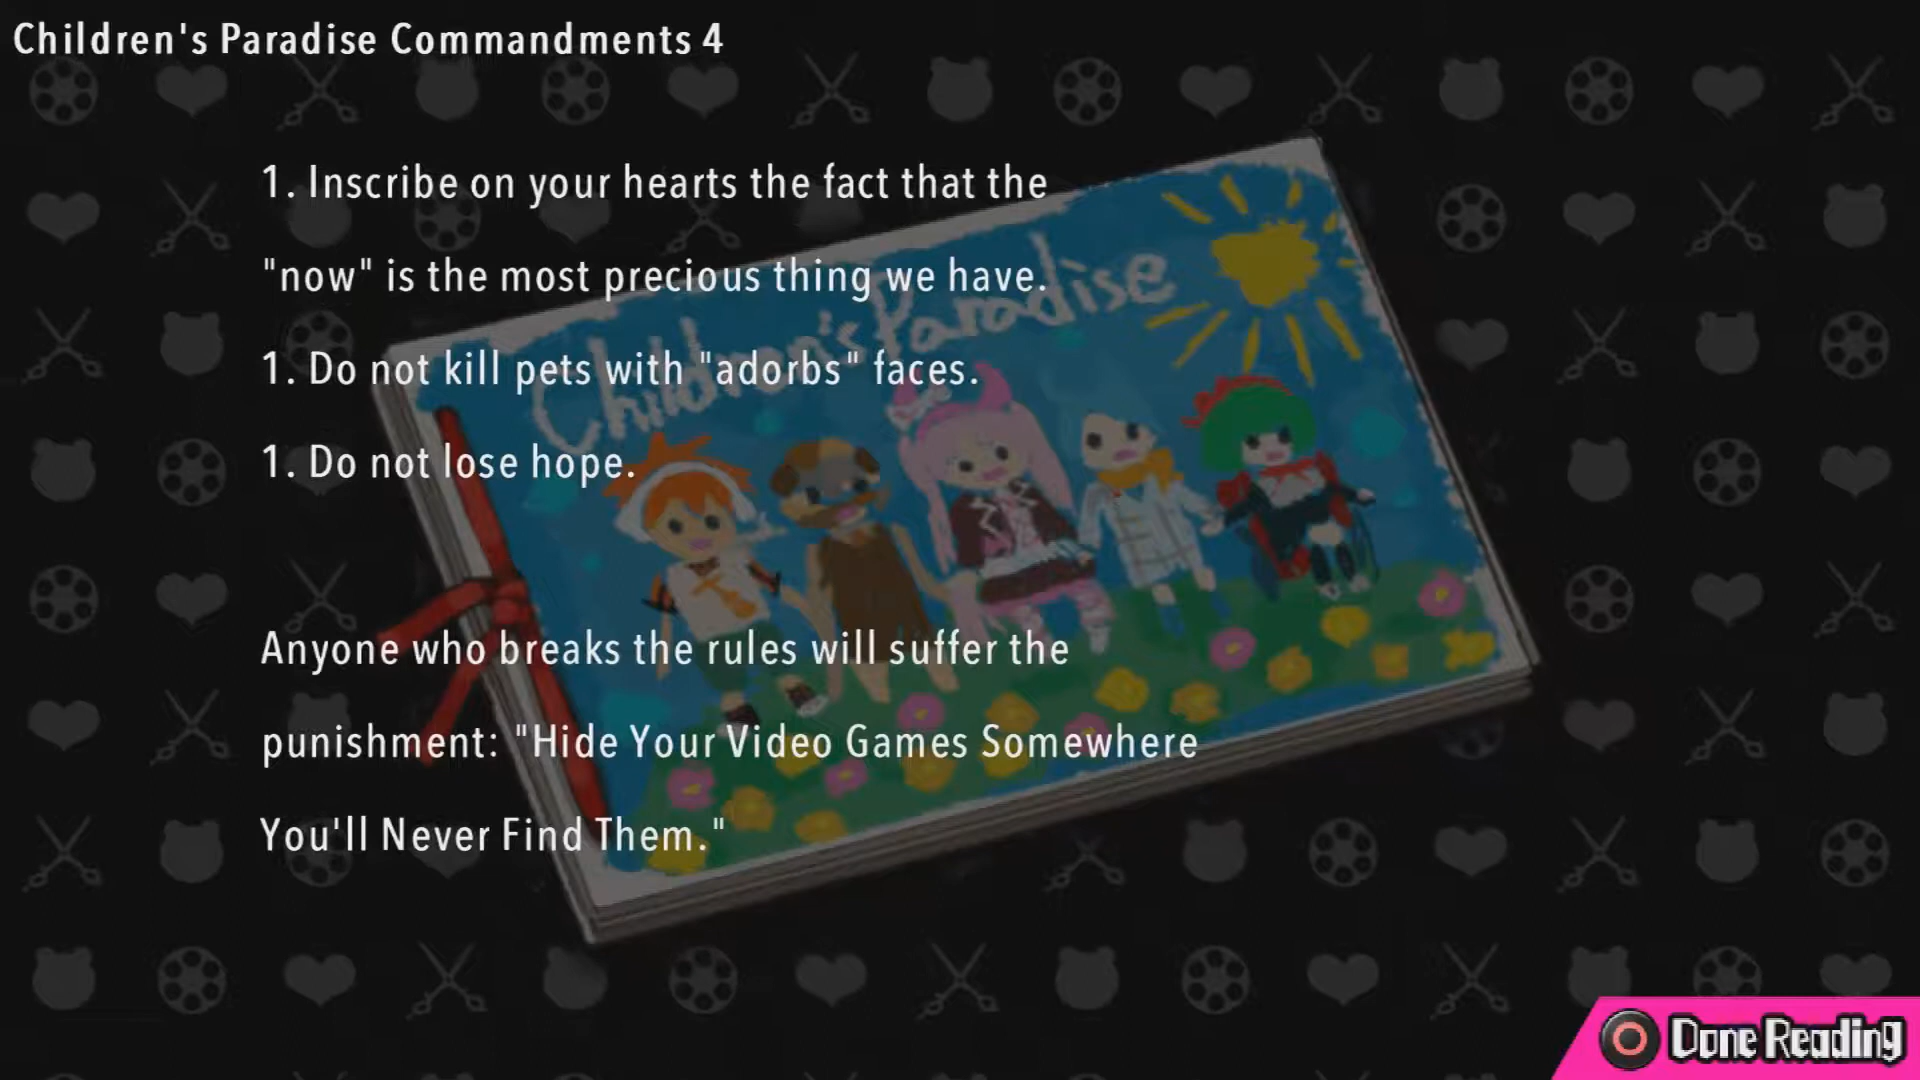 Children's Paradise Commandments 4
1. Inscribe on your hearts the fact that the
"now" is the most precious thing we have.
1. Do not kill pets with "adorbs" faces.
1. Do not lose hope.
Anyone who breaks the rules will suffer the
punishment: "Hide Your Video Games Somewhere
You'll Never Find Them."
Children's Paradise
Done Reading